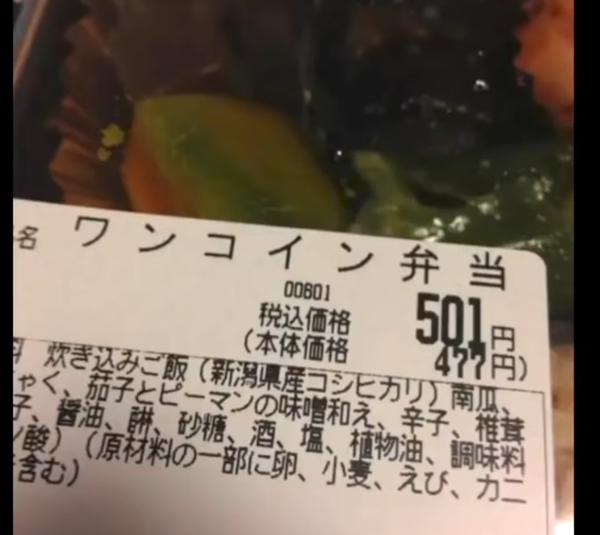 名 ワンコイン弁当
00601
税込価格 501円
(本体価格 477円)
料 炊き込みご飯(新潟県産コシヒカリ)南瓜、
ゃく、茄子とピーマンの味噌和え、辛子、椎茸
子、醤油、餅、砂糖、酒、塩、植物油、調味料
ノ酸)(原材料の一部に卵、小麦、えび、カニ
含む)